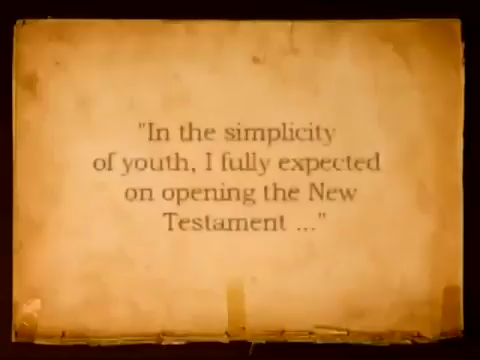 "In the simplicity
of youth, I fully expected
on opening the New
Testament ..."